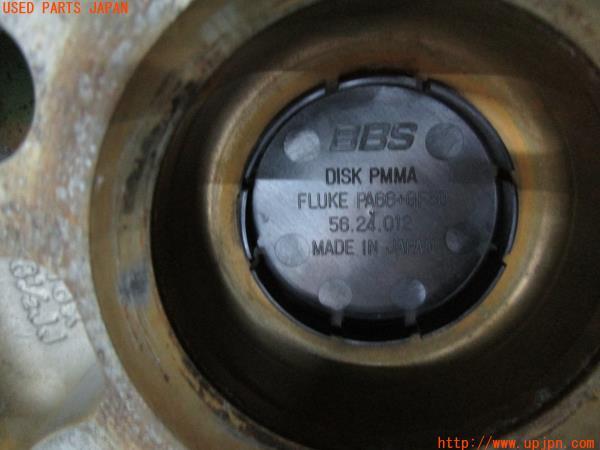 USED PARTS JAPAN
BBS
DISK PMMA
FLUKE PA66+GF30
56.24.012
MADE IN JAPAN
http://www.upjpn.com/